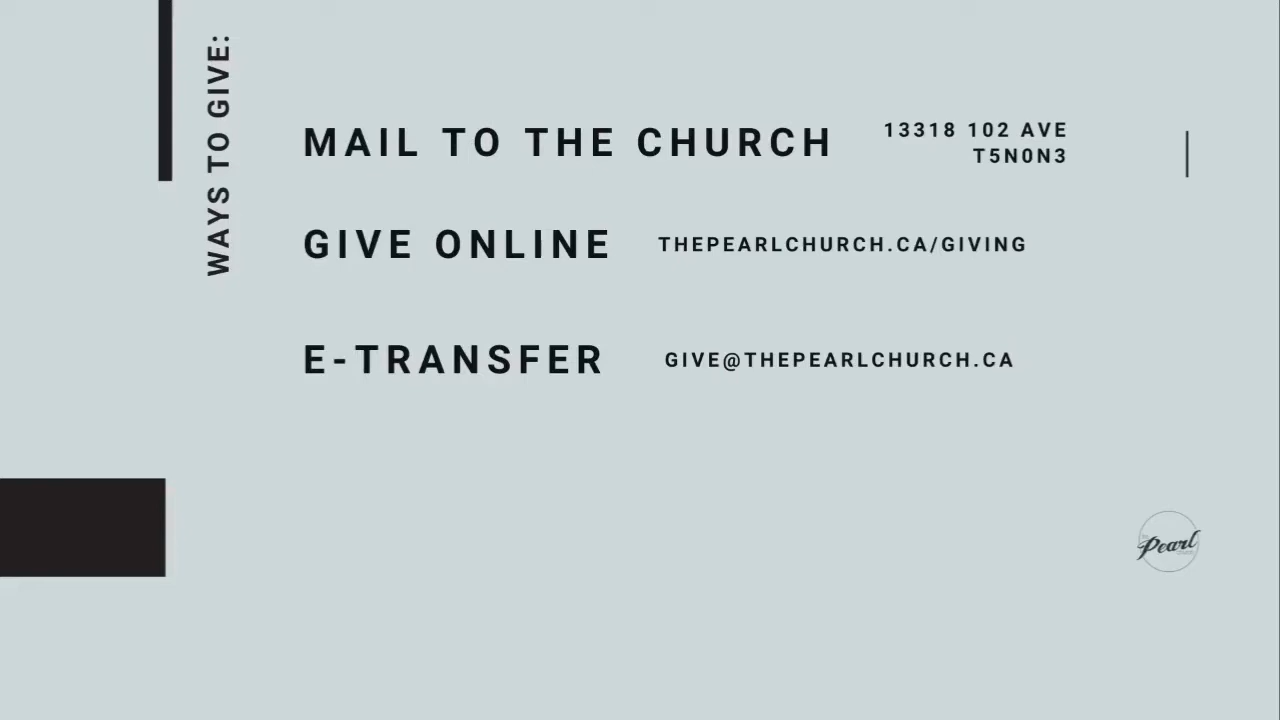 WAYS TO GIVE:
MAIL TO THE CHURCH
13318 102 AVE
T5N0N3
GIVE ONLINE
THEPEARLCHURCH.CA/GIVING
E-TRANSFER
GIVE@THEPEARLCHURCH.CA
Pearl